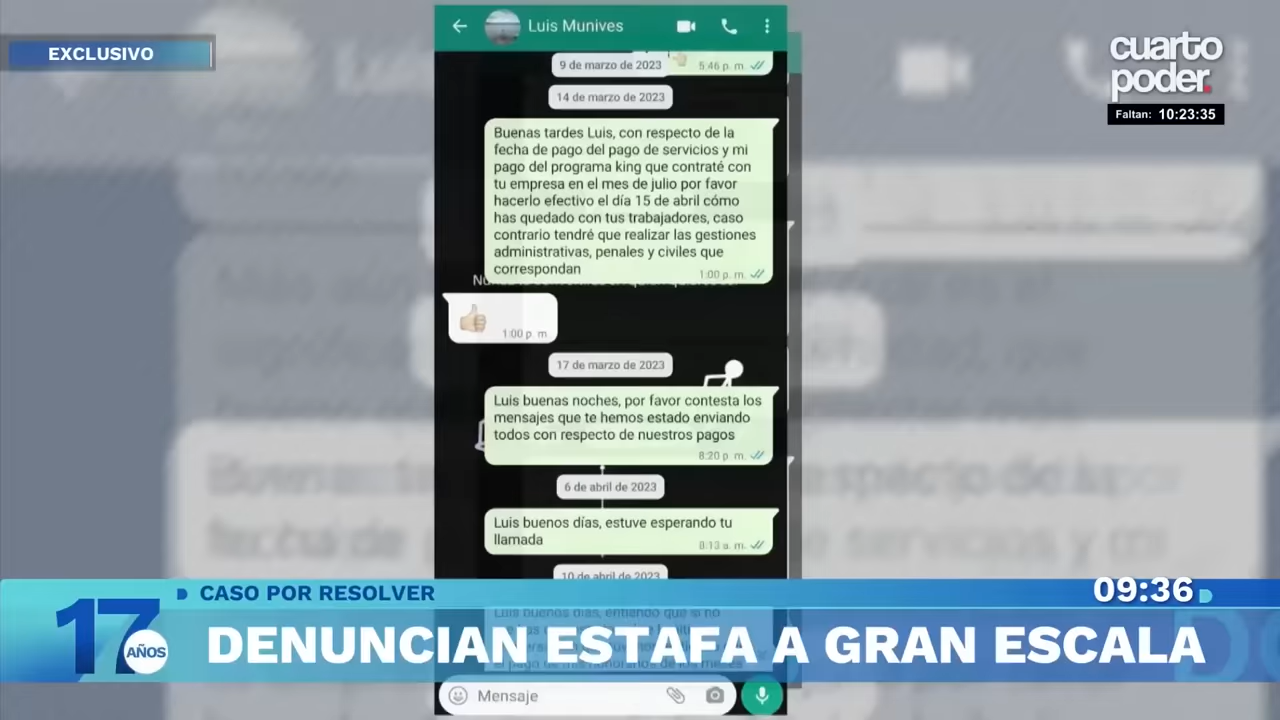 EXCLUSIVO
cuarto
poder.
Faltan: 10:23:35
Luis Munives
9 de marzo de 2023
5:46 p. m.
14 de marzo de 2023
Buenas tardes Luis, con respecto de la
fecha de pago del pago de servicios y mi
pago del programa king que contraté con
tu empresa en el mes de julio por favor
hacerlo efectivo el día 15 de abril cómo
has quedado con tus trabajadores, caso
contrario tendré que realizar las gestiones
administrativas, penales y civiles que
correspondan
1:00 p. m.
1:00 p. m
17 de marzo de 2023
Luis buenas noches, por favor contesta los
mensajes que te hemos estado enviando
todos con respecto de nuestros pagos
8:20 p. m.
6 de abril de 2023
Luis buenos días, estuve esperando tu
llamada
8:13 a. m.
10 de abril de 2023
CASO POR RESOLVER
09:36
17
AÑOS
DENUNCIAN ESTAFA A GRAN ESCALA
Luis buenos días, entiendo que si no
Mensaje